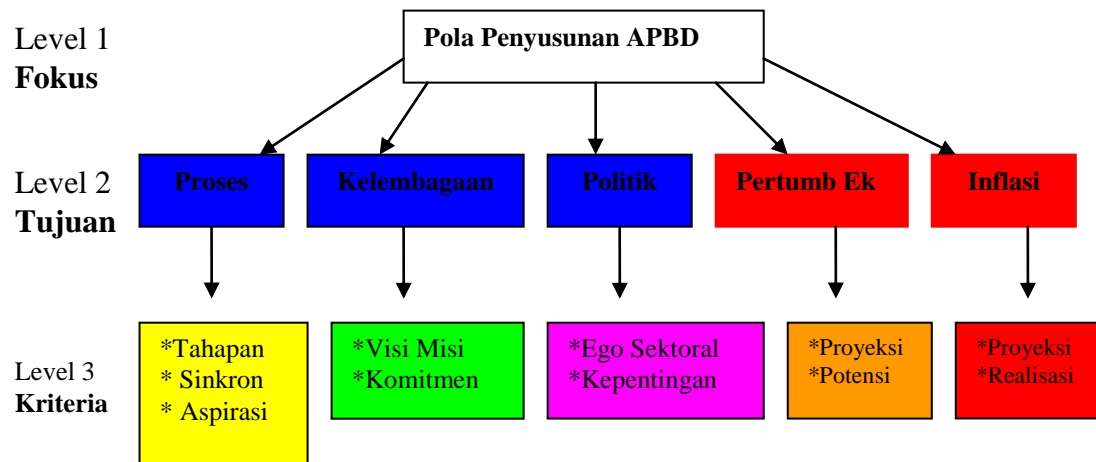 Level 1
Fokus
Pola Penyusunan APBD
Level 2
Tujuan
Proses
Kelembagaan
Politik
Pertumb Ek
Inflasi
Level 3
Kriteria
*Tahapan
* Sinkron
* Aspirasi
*Visi Misi
*Komitmen
*Ego Sektoral
*Kepentingan
*Proyeksi
*Potensi
*Proyeksi
*Realisasi